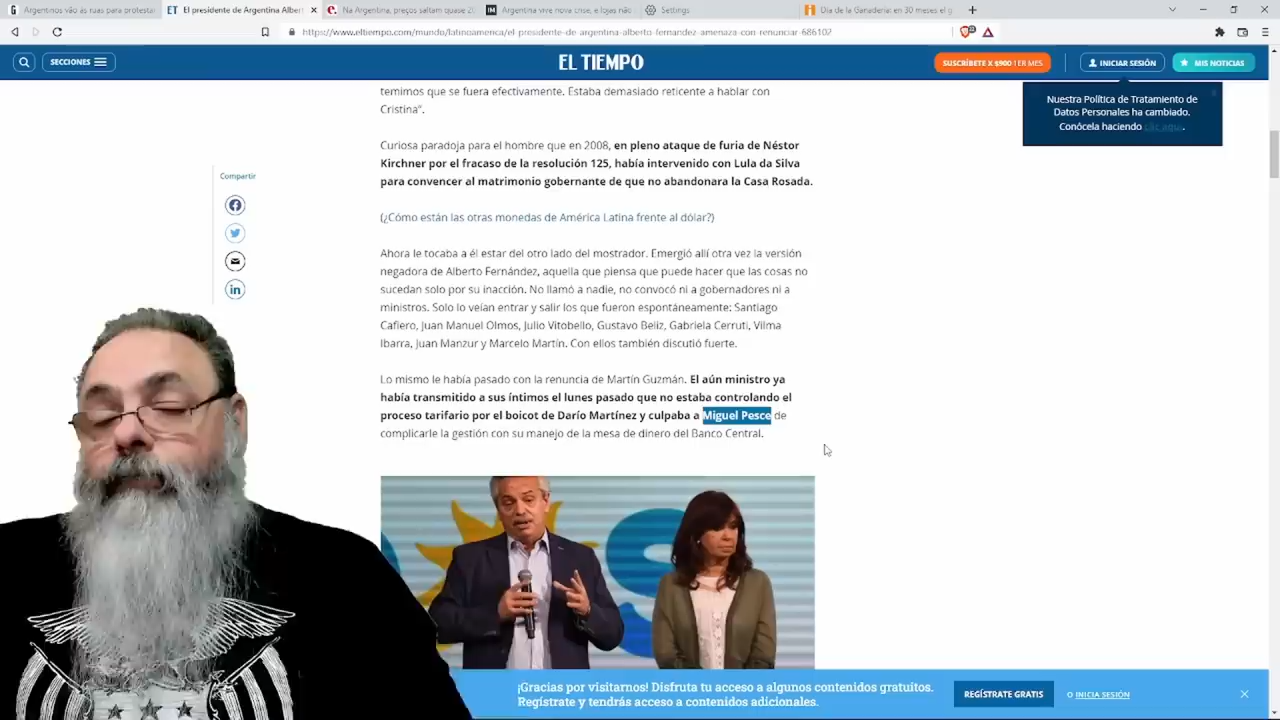 Argentinos vão às ruas para protestar
El presidente de Argentina Albert
Na Argentina, preços saltam quase 20
Argentina vive nova crise, e lojas não
Settings
Día de la Ganadería: en 30 meses el g
https://www.eltiempo.com/mundo/latinoamerica/el-presidente-de-argentina-alberto-fernandez-amenaza-con-renunciar-686102
SECCIONES
EL TIEMPO
SUSCRÍBETE X $900 1ER MES
INICIAR SESIÓN
MIS NOTICIAS
Nuestra Política de Tratamiento de
Datos Personales ha cambiado.
Conócela haciendo clic aquí.
temimos que se fuera efectivamente. Estaba demasiado reticente a hablar con
Cristina".
Curiosa paradoja para el hombre que en 2008, en pleno ataque de furia de Néstor
Kirchner por el fracaso de la resolución 125, había intervenido con Lula da Silva
para convencer al matrimonio gobernante de que no abandonara la Casa Rosada.
Compartir
(¿Cómo están las otras monedas de América Latina frente al dólar?)
Ahora le tocaba a él estar del otro lado del mostrador. Emergió allí otra vez la versión
negadora de Alberto Fernández, aquella que piensa que puede hacer que las cosas no
sucedan solo por su inacción. No llamó a nadie, no convocó ni a gobernadores ni a
ministros. Solo lo veían entrar y salir los que fueron espontáneamente: Santiago
Cafiero, Juan Manuel Olmos, Julio Vitobello, Gustavo Beliz, Gabriela Cerruti, Vilma
Ibarra, Juan Manzur y Marcelo Martín. Con ellos también discutió fuerte.
Lo mismo le había pasado con la renuncia de Martín Guzmán. El aún ministro ya
había transmitido a sus íntimos el lunes pasado que no estaba controlando el
proceso tarifario por el boicot de Darío Martínez y culpaba a Miguel Pesce de
complicarle la gestión con su manejo de la mesa de dinero del Banco Central.
¡Gracias por visitarnos! Disfruta tu acceso a algunos contenidos gratuitos.
Regístrate y tendrás acceso a contenidos adicionales.
REGÍSTRATE GRATIS
O INICIA SESIÓN